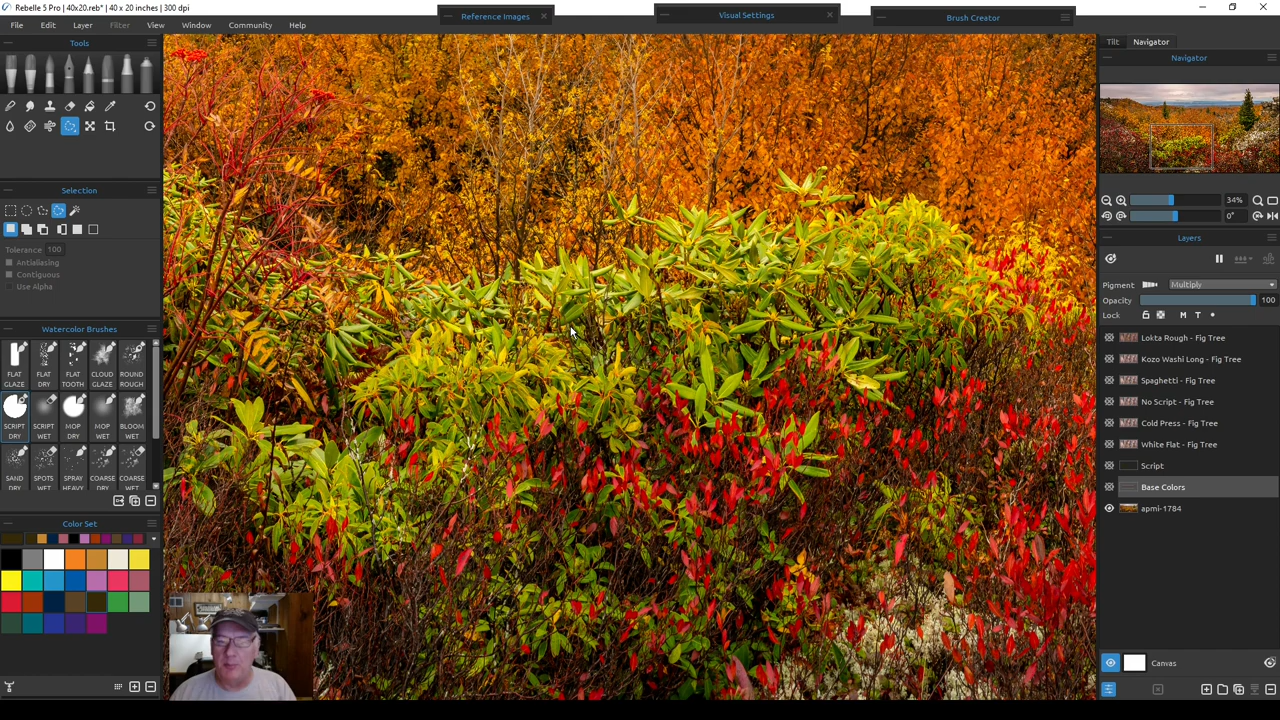 Rebelle 5 Pro | 40x20.reb* | 40 x 20 inches | 300 dpi
File Edit Layer Filter View Window Community Help
Reference Images
Visual Settings
Brush Creator
Tools
Selection
Tolerance 100
Antialiasing
Contiguous
Use Alpha
Watercolor Brushes
FLAT GLAZE
FLAT DRY
FLAT TOOTH
CLOUD GLAZE
ROUND ROUGH
SCRIPT DRY
SCRIPT WET
MOP DRY
MOP WET
BLOOM WET
SAND DRY
SPOTS WET
SPRAY HEAVY
COARSE DRY
COARSE WET
Color Set
Tilt Navigator
Navigator
34%
0°
Layers
Pigment Multiply
Opacity 100
Lock M T
Lokta Rough - Fig Tree
Kozo Washi Long - Fig Tree
Spaghetti - Fig Tree
No Script - Fig Tree
Cold Press - Fig Tree
White Flat - Fig Tree
Script
Base Colors
apmi-1784
Canvas